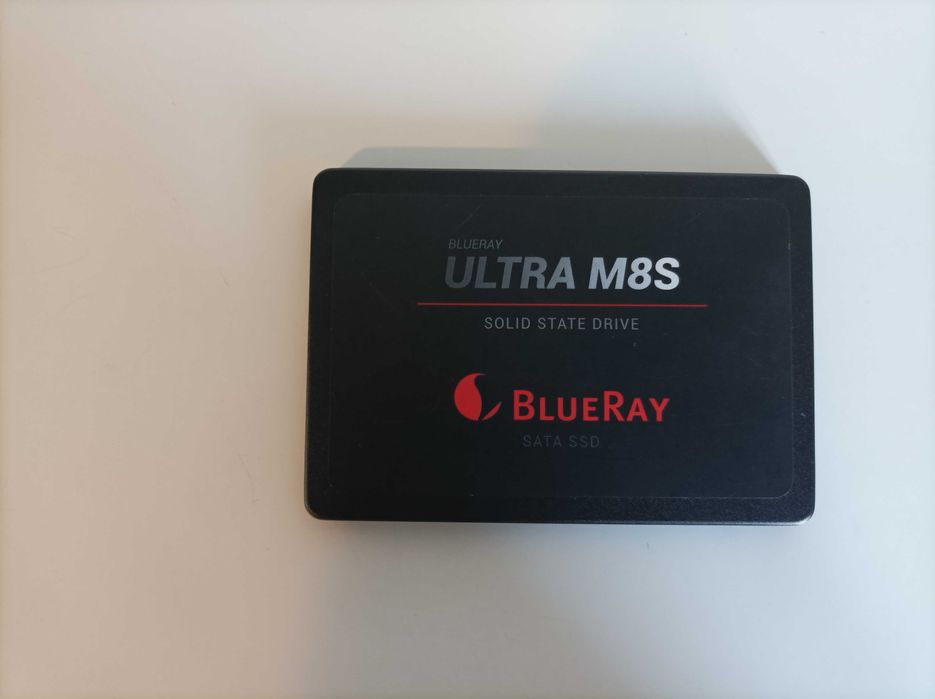 BLUERAY
ULTRA M8S
SOLID STATE DRIVE
BLUERAY
SATA SSD